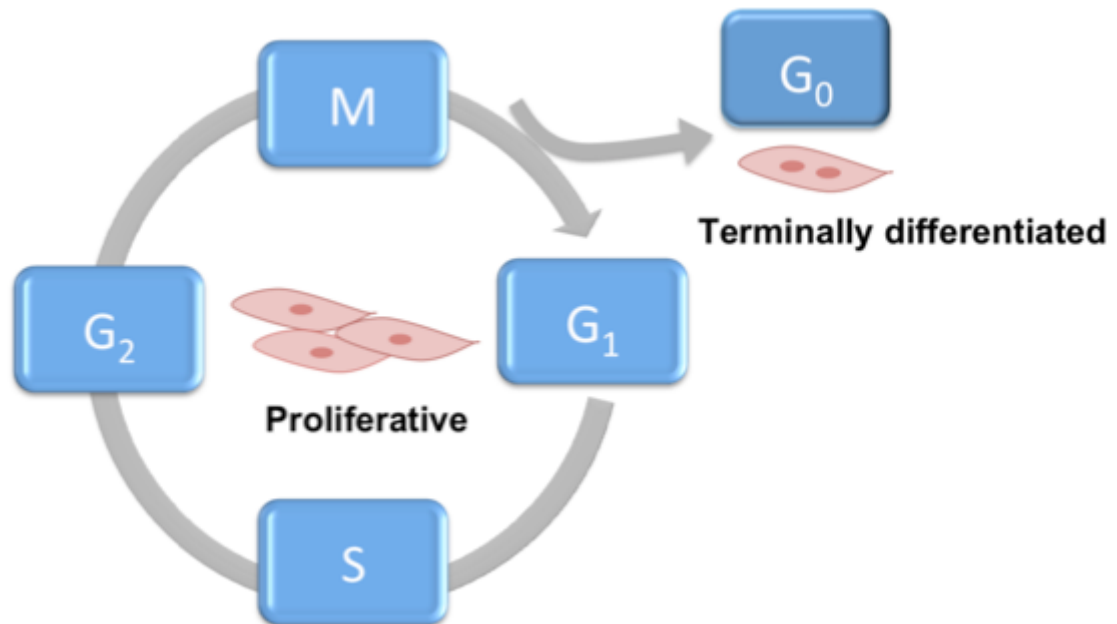 M
G₀
Terminally differentiated
G₂
G₁
Proliferative
S